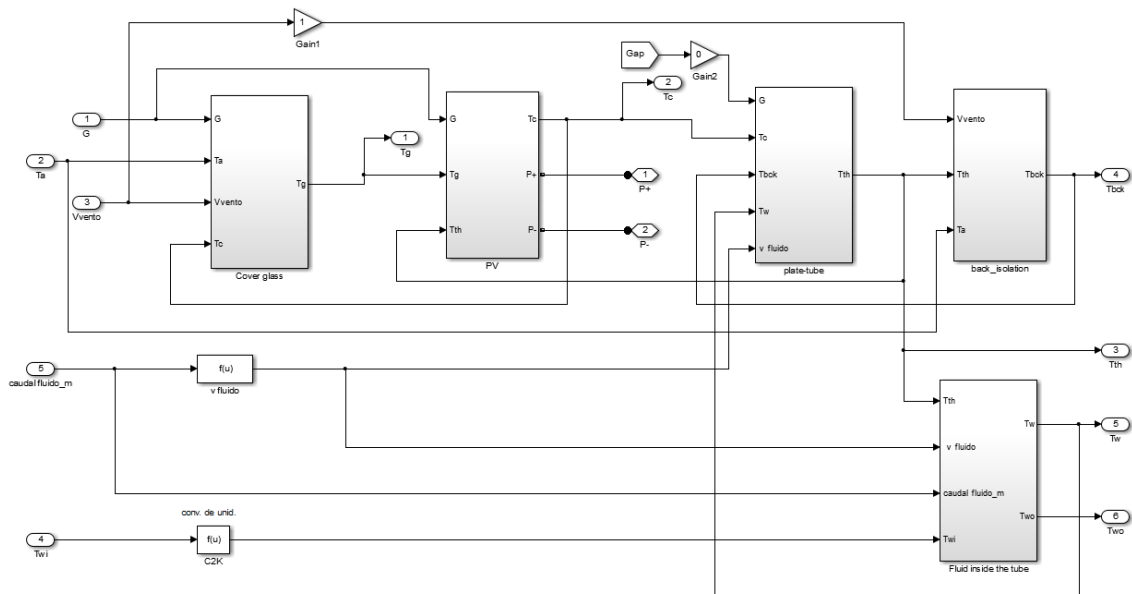 1
Gain1
Gap
0
Gain2
2
Tc
1
G
2
Ta
3
Vvento
G
Ta
Vvento
Tc
Tg
Cover glass
1
Tg
G
Tg
Tth
Tc
P+
P-
PV
1
P+
2
P-
G
Tc
Tbck
Tw
v fluido
Tth
plate-tube
Vvento
Tth
Ta
Tbck
back_isolation
4
Tbck
3
Tth
5
caudal fluido_m
f(u)
v fluido
Tth
v fluido
caudal fluido_m
Twi
Tw
Two
Fluid inside the tube
5
Tw
6
Two
conv. de unid.
4
Twi
f(u)
C2K